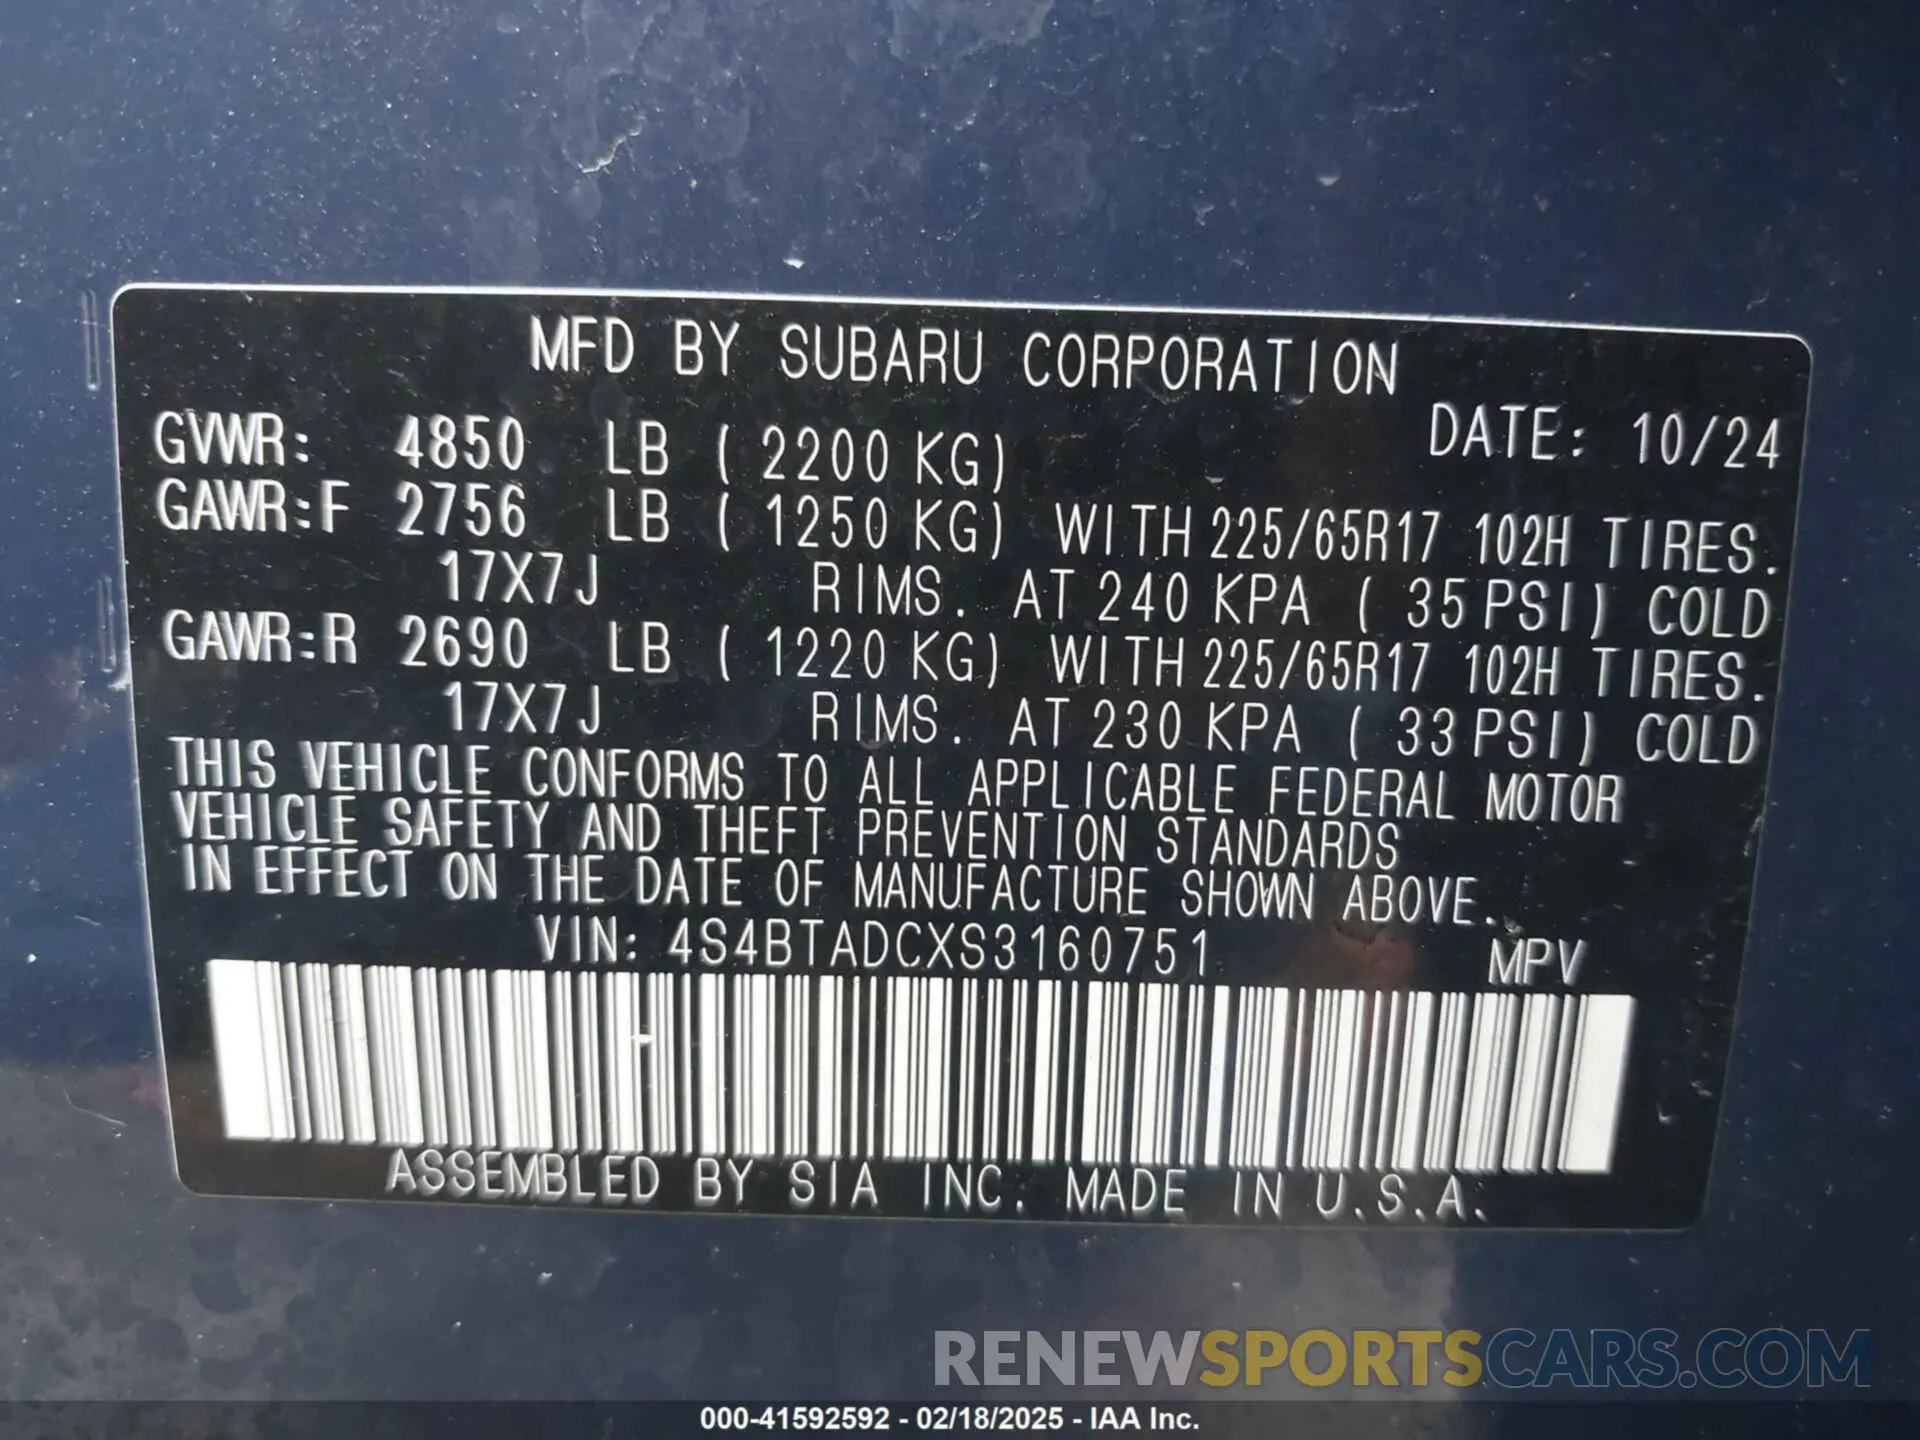 MFD BY SUBARU CORPORATION
DATE: 10/24
GVWR: 4850 LB ( 2200 KG)
GAWR:F 2756 LB ( 1250 KG) WITH 225/65R17 102H TIRES.
17X7J RIMS. AT 240 KPA ( 35 PSI) COLD
GAWR:R 2690 LB ( 1220 KG) WITH 225/65R17 102H TIRES.
17X7J RIMS. AT 230 KPA ( 33 PSI) COLD
THIS VEHICLE CONFORMS TO ALL APPLICABLE FEDERAL MOTOR
VEHICLE SAFETY AND THEFT PREVENTION STANDARDS
IN EFFECT ON THE DATE OF MANUFACTURE SHOWN ABOVE.
VIN: 4S4BTADCXS3160751 MPV
ASSEMBLED BY SIA INC. MADE IN U.S.A.
RENEWSPORTSCARS.COM
000-41592592 - 02/18/2025 - IAA Inc.